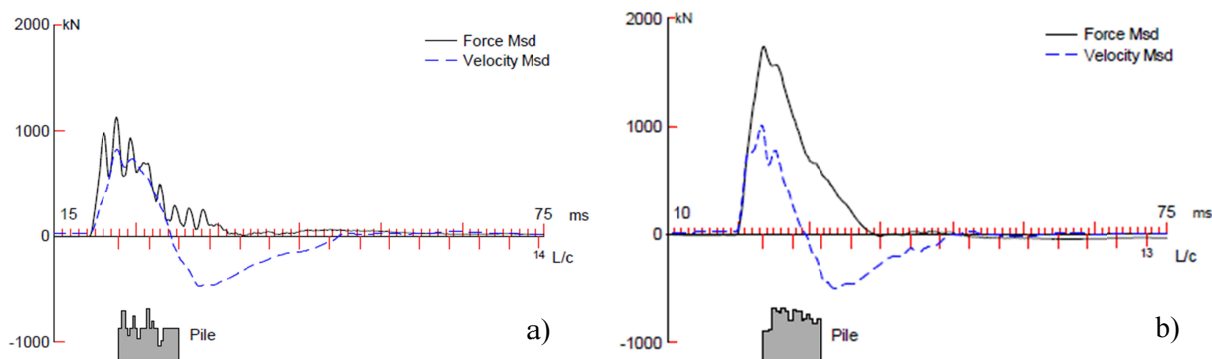 2000 kN
Force Msd
Velocity Msd
1000
15
75 ms
0
L/c
14
Pile
-1000
a)
2000 kN
Force Msd
Velocity Msd
1000
10
75 ms
0
L/c
13
Pile
-1000
b)